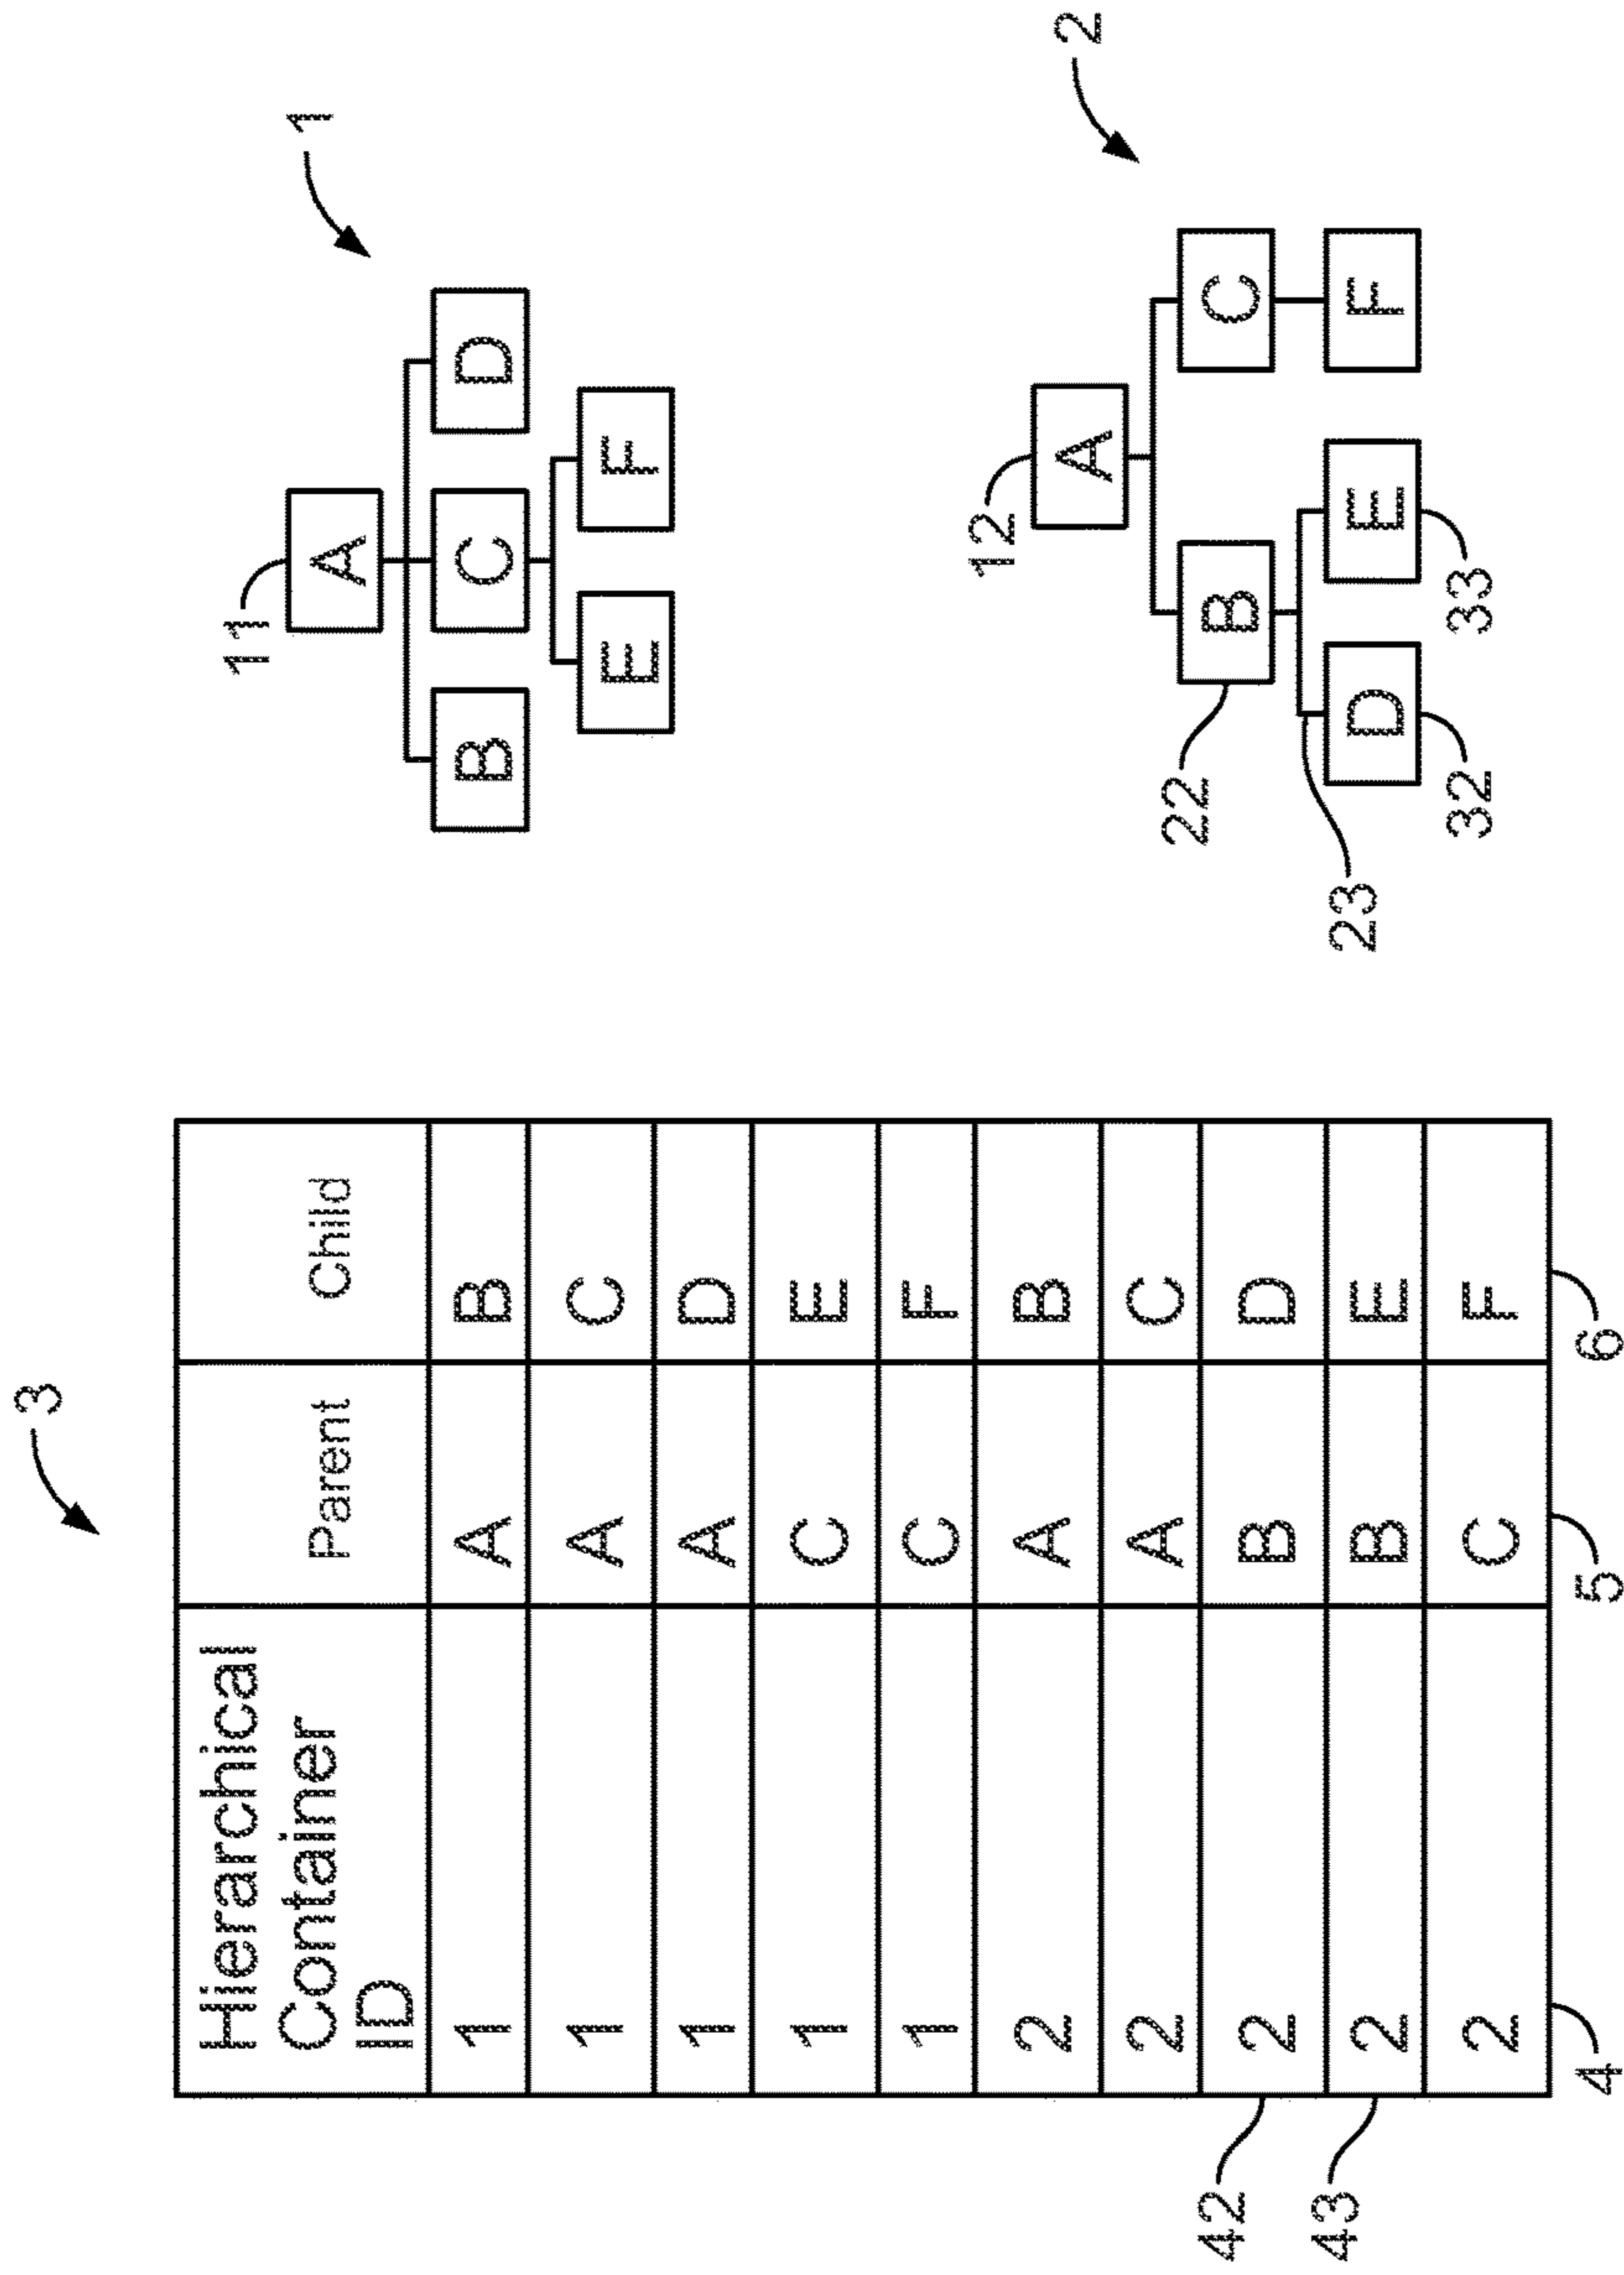 3
Hierarchical
Container
ID
Parent
Child
1 A B
1 A C
1 A D
1 C E
1 C F
2 A B
2 A C
42
2 B D
43
2 B E
2 C F
4
5
6
1
11
A
B C D
E F
2
12
A
22
B C
23
D E F
32
33